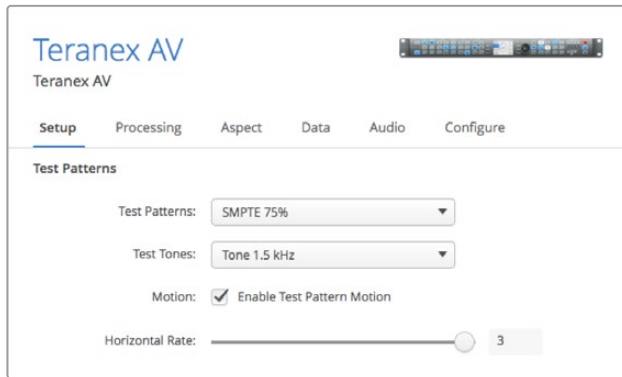 Teranex AV
Teranex AV
Setup Processing Aspect Data Audio Configure
Test Patterns
Test Patterns: SMPTE 75%
Test Tones: Tone 1.5 kHz
Motion: Enable Test Pattern Motion
Horizontal Rate: 3